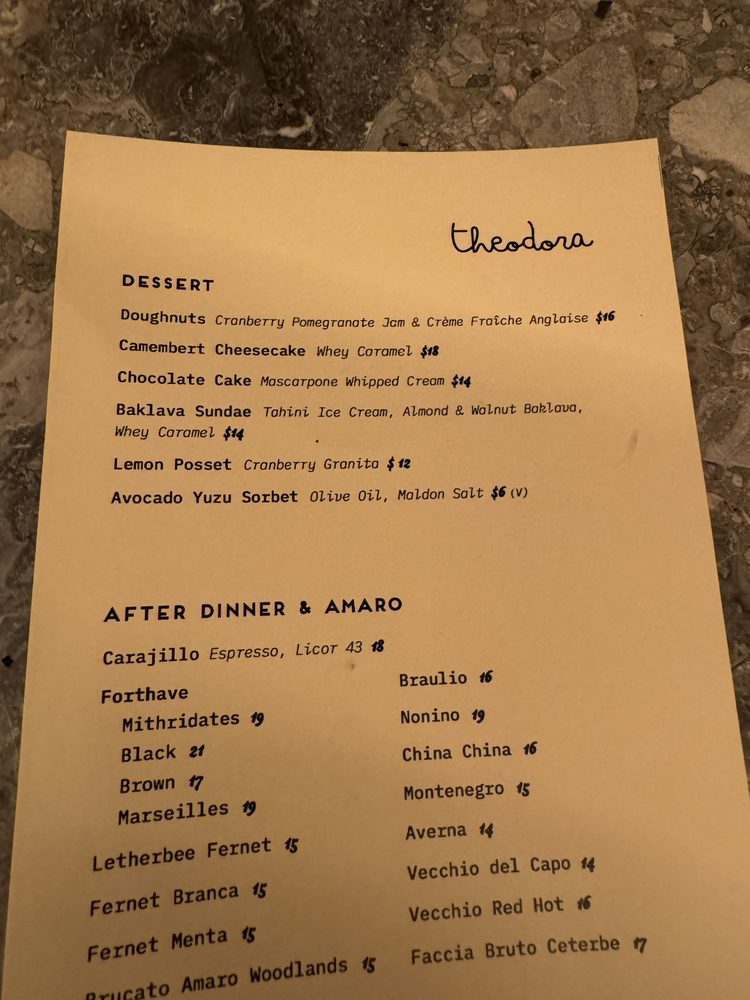 theodora
DESSERT
Doughnuts Cranberry Pomegranate Jam & Crème Fraîche Anglaise $16
Camembert Cheesecake Whey Caramel $18
Chocolate Cake Mascarpone Whipped Cream $14
Baklava Sundae Tahini Ice Cream, Almond & Walnut Baklava,
Whey Caramel $14
Lemon Posset Cranberry Granita $12
Avocado Yuzu Sorbet Olive Oil, Maldon Salt $6 (V)
AFTER DINNER & AMARO
Carajillo Espresso, Licor 43 18
Forthave
Mithridates 19
Black 21
Brown 17
Marseilles 19
Letherbee Fernet 15
Fernet Branca 15
Fernet Menta 15
Brucato Amaro Woodlands 15
Braulio 16
Nonino 19
China China 16
Montenegro 15
Averna 14
Vecchio del Capo 14
Vecchio Red Hot 16
Faccia Bruto Ceterbe 17